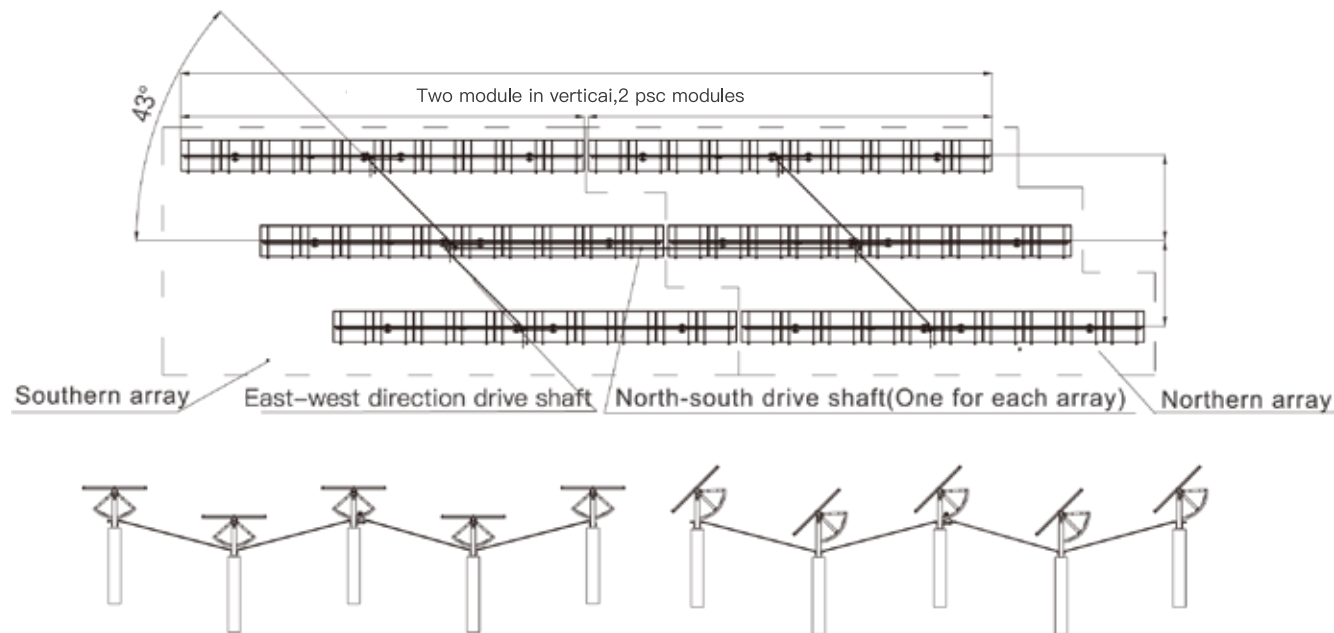 43°
Two module in verticai,2 psc modules
Southern array
East-west direction drive shaft
North-south drive shaft(One for each array)
Northern array